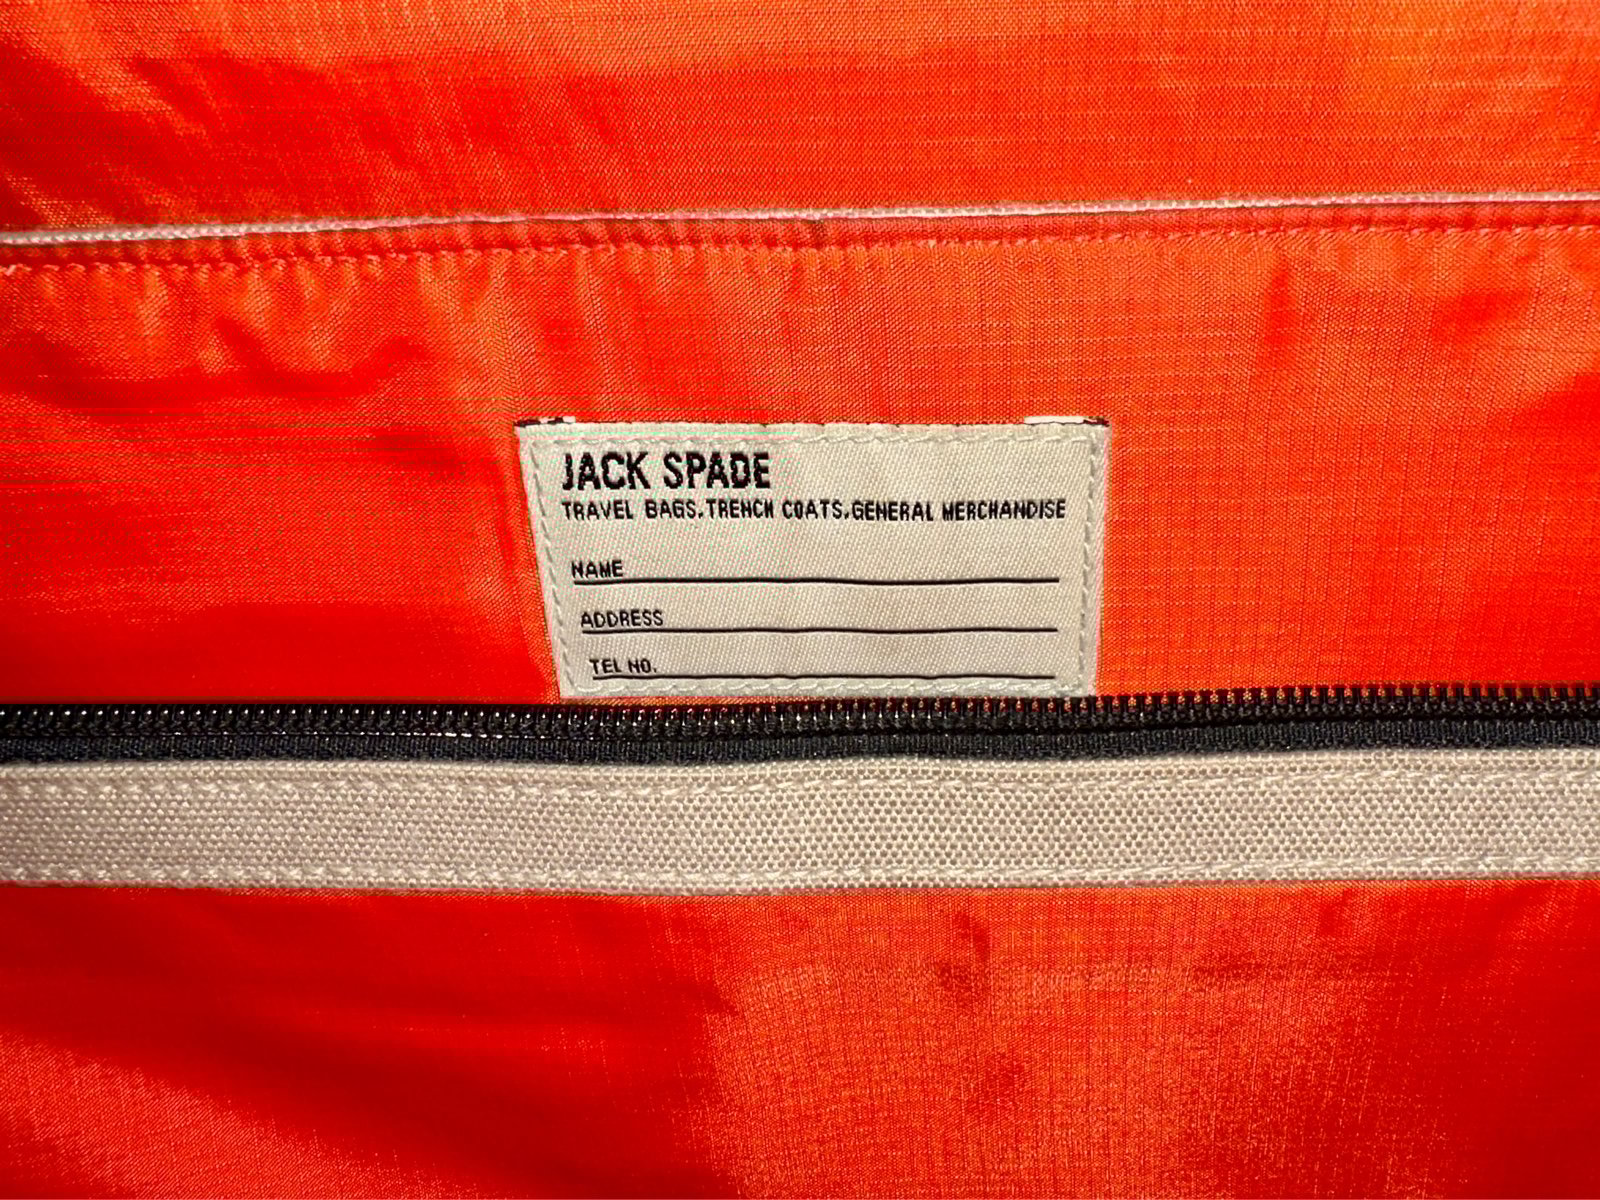 JACK SPADE
TRAVEL BAGS.TRENCH COATS.GENERAL MERCHANDISE
NAME
ADDRESS
TEL NO.